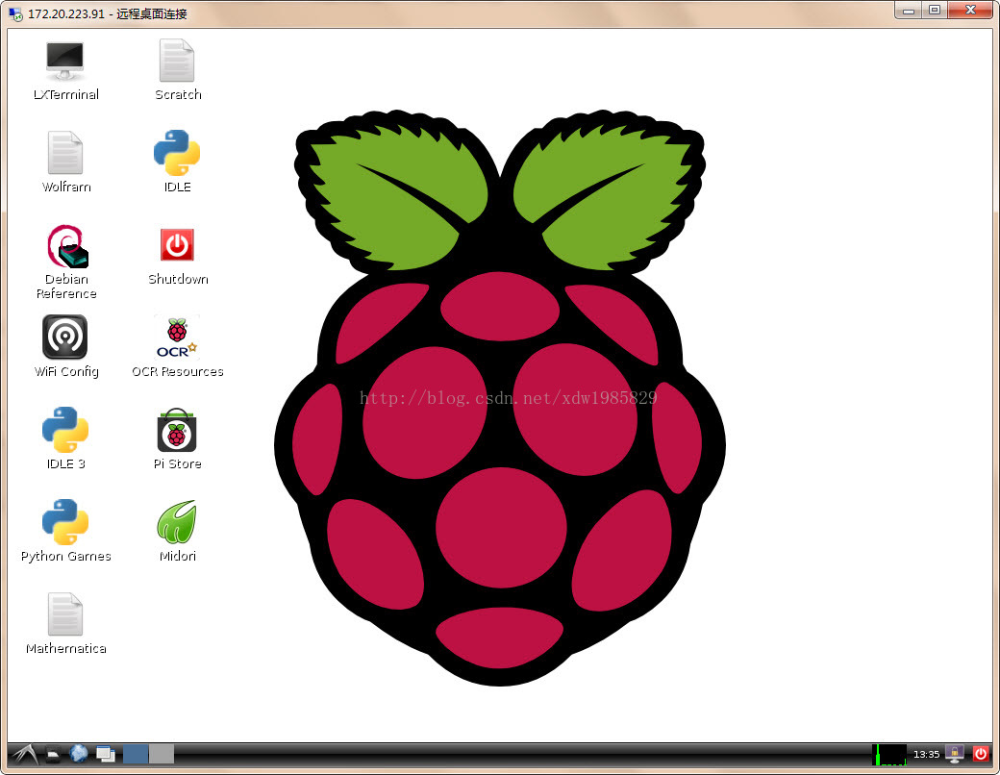 172.20.223.91 - 远程桌面连接
LXTerminal
Scratch
Wolfram
IDLE
Debian
Reference
Shutdown
WiFi Config
OCR
OCR Resources
IDLE 3
Pi Store
Python Games
Midori
Mathematica
http://blog.csdn.net/xdw1985829
13:35